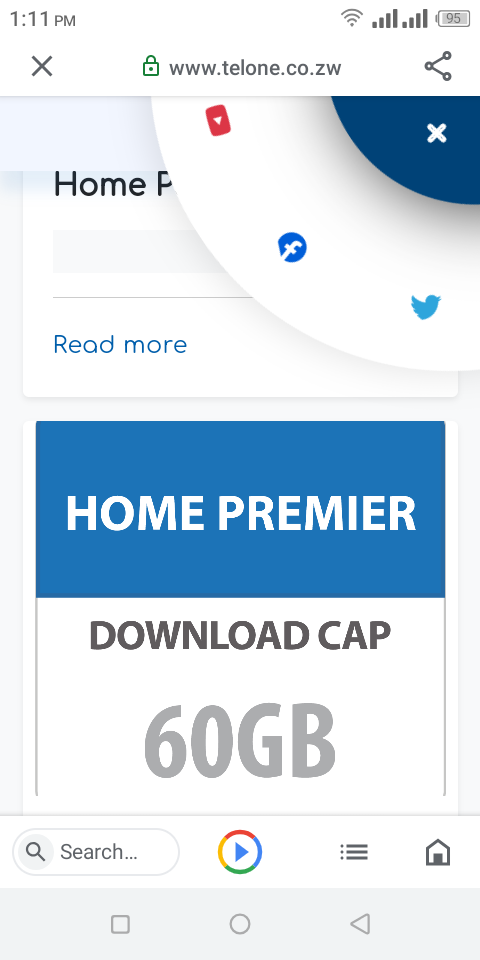 1:11 PM
95
www.telone.co.zw
Home P
Read more
HOME PREMIER
DOWNLOAD CAP
60GB
Search...